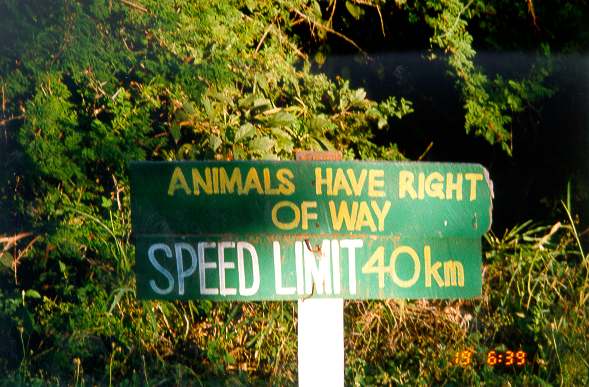 ANIMALS HAVE RIGHT
OF WAY
SPEED LIMIT 40km
19 6:39